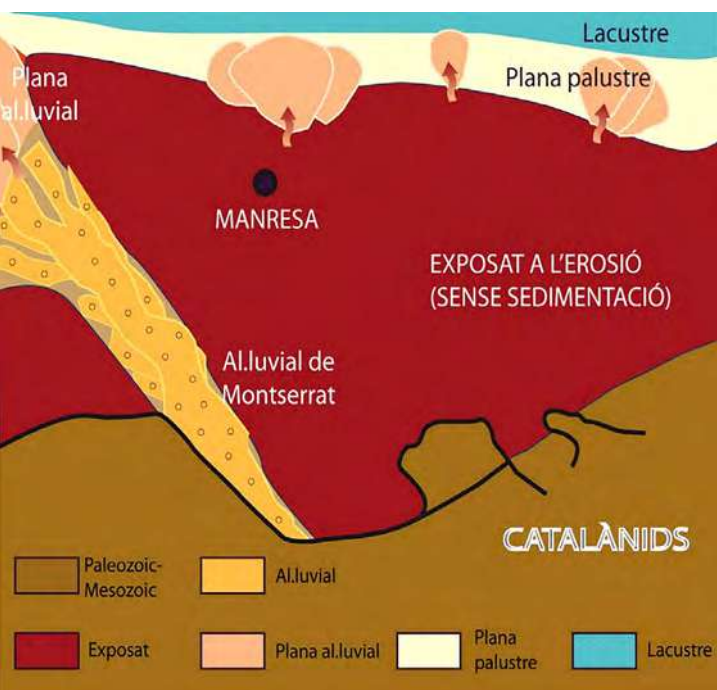 Lacustre
Plana
al.luvial
Plana palustre
MANRESA
EXPOSAT A L'EROSIÓ
(SENSE SEDIMENTACIÓ)
Al.luvial de
Montserrat
CATALÀNIDS
Paleozoic-
Mesozoic
Al.luvial
Exposat
Plana al.luvial
Plana
palustre
Lacustre